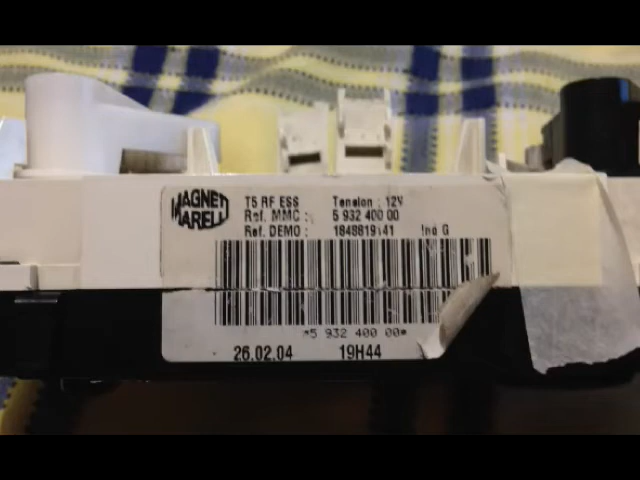 MAGNETI MARELLI
T5 RF ESS Tension : 12V
Ref. MMC : 5 932 400 00
Ref. DEMO : 1848819141 Ind G
*5 932 400 00*
26.02.04 19H44